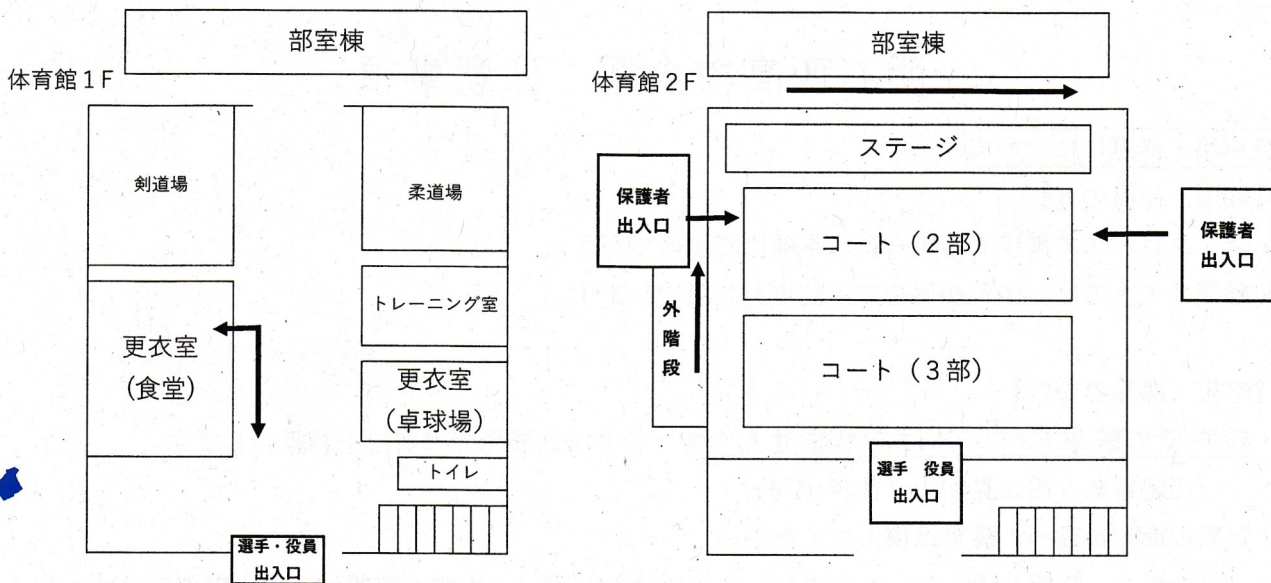 部室棟
体育館1F
剣道場
柔道場
トレーニング室
更衣室
(食堂)
更衣室
(卓球場)
トイレ
選手・役員
出入口
部室棟
体育館2F
ステージ
保護者
出入口
コート(2部)
保護者
出入口
外
階
段
コート(3部)
選手 役員
出入口